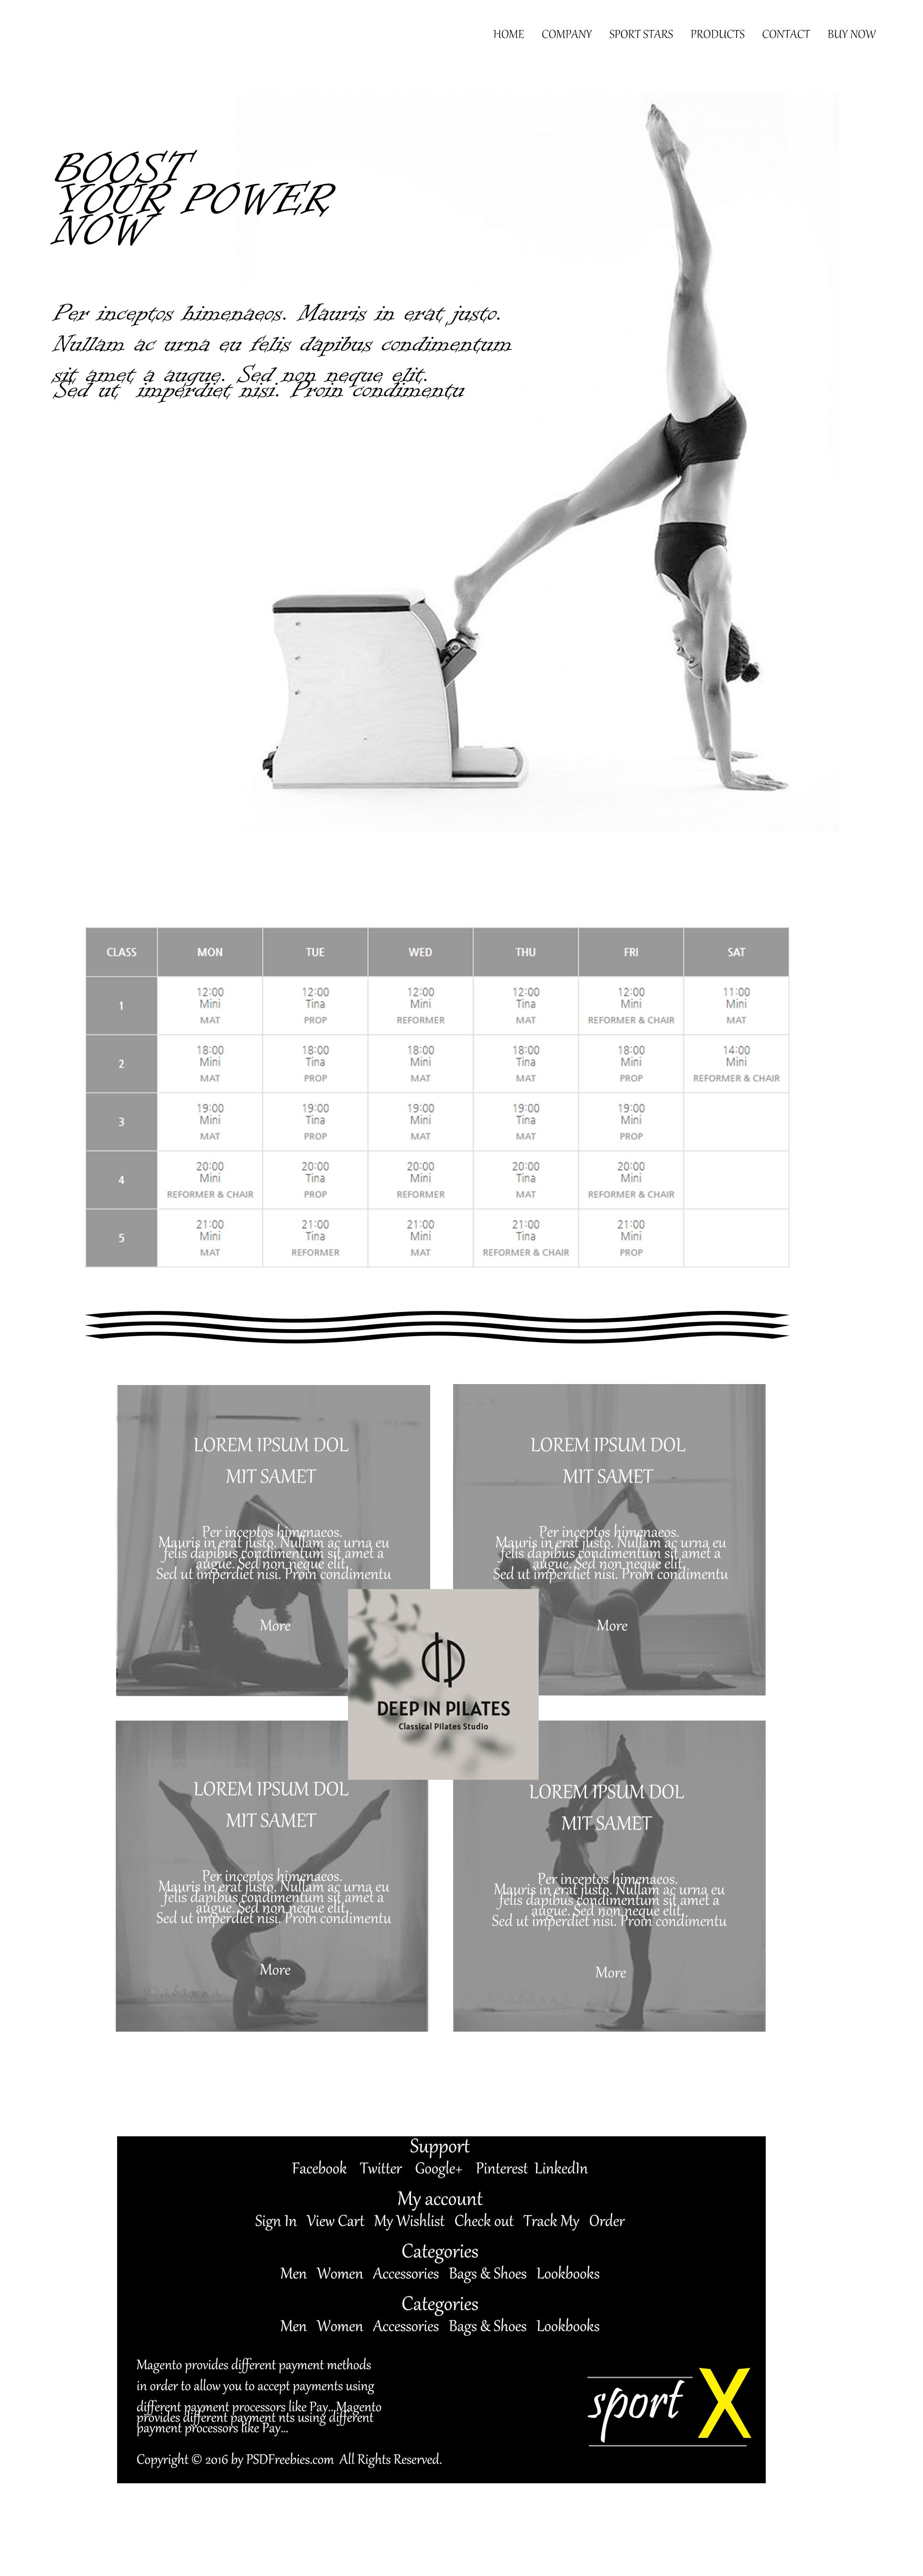 HOME COMPANY SPORT STARS PRODUCTS CONTACT BUY NOW
BOOST
YOUR POWER
NOW
Per inceptos himenaeos. Mauris in erat justo.
Nullam ac urna eu felis dapibus condimentum
sit amet a augue. Sed non neque elit.
Sed ut imperdiet nisi. Proin condimentu
CLASS MON TUE WED THU FRI SAT
1
12:00 Mini MAT
12:00 Tina PROP
12:00 Mini REFORMER
12:00 Tina MAT
12:00 Mini REFORMER & CHAIR
11:00 Mini MAT
2
18:00 Mini MAT
18:00 Tina PROP
18:00 Mini MAT
18:00 Tina MAT
18:00 Mini PROP
14:00 Mini REFORMER & CHAIR
3
19:00 Mini MAT
19:00 Tina PROP
19:00 Mini MAT
19:00 Tina MAT
19:00 Mini PROP
4
20:00 Mini REFORMER & CHAIR
20:00 Tina PROP
20:00 Mini REFORMER
20:00 Tina MAT
20:00 Mini REFORMER & CHAIR
5
21:00 Mini MAT
21:00 Tina REFORMER
21:00 Mini MAT
21:00 Tina REFORMER & CHAIR
21:00 Mini PROP
LOREM IPSUM DOL
MIT SAMET
Per inceptos himenaeos.
Mauris in erat justo. Nullam ac urna eu
felis dapibus condimentum sit amet a
augue. Sed non neque elit.
Sed ut imperdiet nisi. Proin condimentu
More
LOREM IPSUM DOL
MIT SAMET
Per inceptos himenaeos.
Mauris in erat justo. Nullam ac urna eu
felis dapibus condimentum sit amet a
augue. Sed non neque elit.
Sed ut imperdiet nisi. Proin condimentu
More
DEEP IN PILATES
Classical Pilates Studio
LOREM IPSUM DOL
MIT SAMET
Per inceptos himenaeos.
Mauris in erat justo. Nullam ac urna eu
felis dapibus condimentum sit amet a
augue. Sed non neque elit.
Sed ut imperdiet nisi. Proin condimentu
More
LOREM IPSUM DOL
MIT SAMET
Per inceptos himenaeos.
Mauris in erat justo. Nullam ac urna eu
felis dapibus condimentum sit amet a
augue. Sed non neque elit.
Sed ut imperdiet nisi. Proin condimentu
More
Support
Facebook Twitter Google+ Pinterest LinkedIn
My account
Sign In View Cart My Wishlist Check out Track My Order
Categories
Men Women Accessories Bags & Shoes Lookbooks
Categories
Men Women Accessories Bags & Shoes Lookbooks
Magento provides different payment methods
in order to allow you to accept payments using
different payment processors like Pay...Magento
provides different payment nts using different
payment processors like Pay...
Copyright © 2016 by PSDFreebies.com All Rights Reserved.
sport X